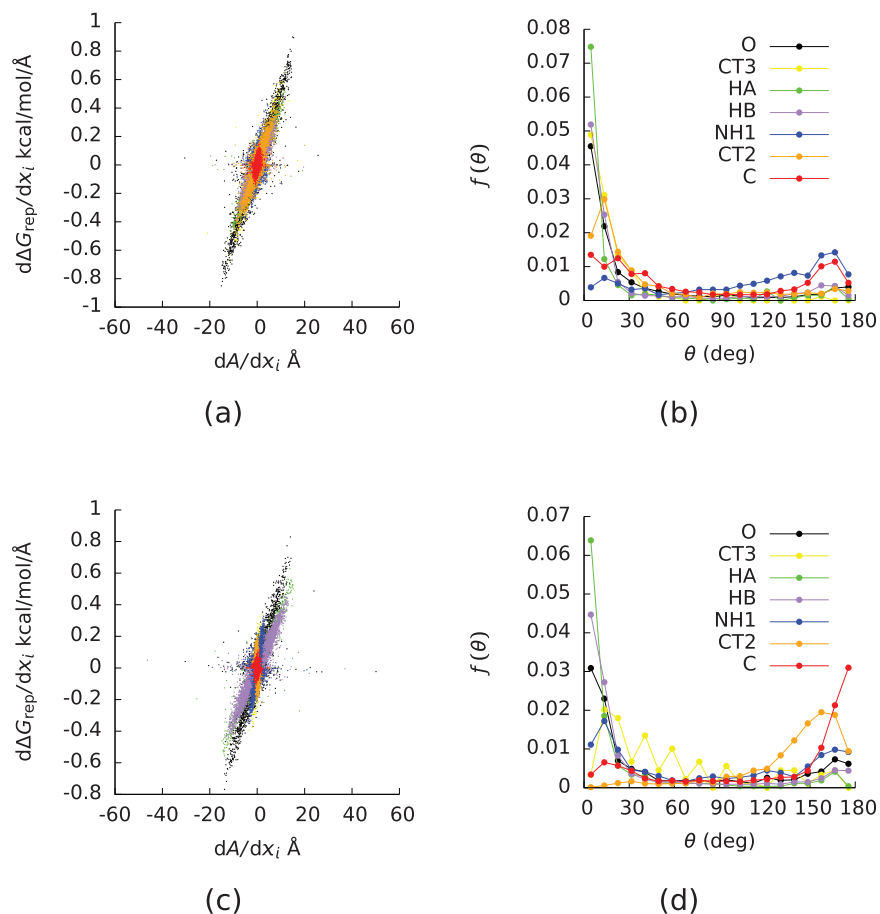 1
0.8
0.6
0.4
0.2
0
-0.2
-0.4
-0.6
-0.8
-1
dΔG_rep/dx_i kcal/mol/Å
-60 -40 -20 0 20 40 60
dA/dx_i Å
(a)
0.08
0.07
0.06
0.05
0.04
0.03
0.02
0.01
0
f(θ)
O
CT3
HA
HB
NH1
CT2
C
0 30 60 90 120 150 180
θ (deg)
(b)
1
0.8
0.6
0.4
0.2
0
-0.2
-0.4
-0.6
-0.8
dΔG_rep/dx_i kcal/mol/Å
-60 -40 -20 0 20 40 60
dA/dx_i Å
(c)
0.07
0.06
0.05
0.04
0.03
0.02
0.01
0
f(θ)
O
CT3
HA
HB
NH1
CT2
C
0 30 60 90 120 150 180
θ (deg)
(d)